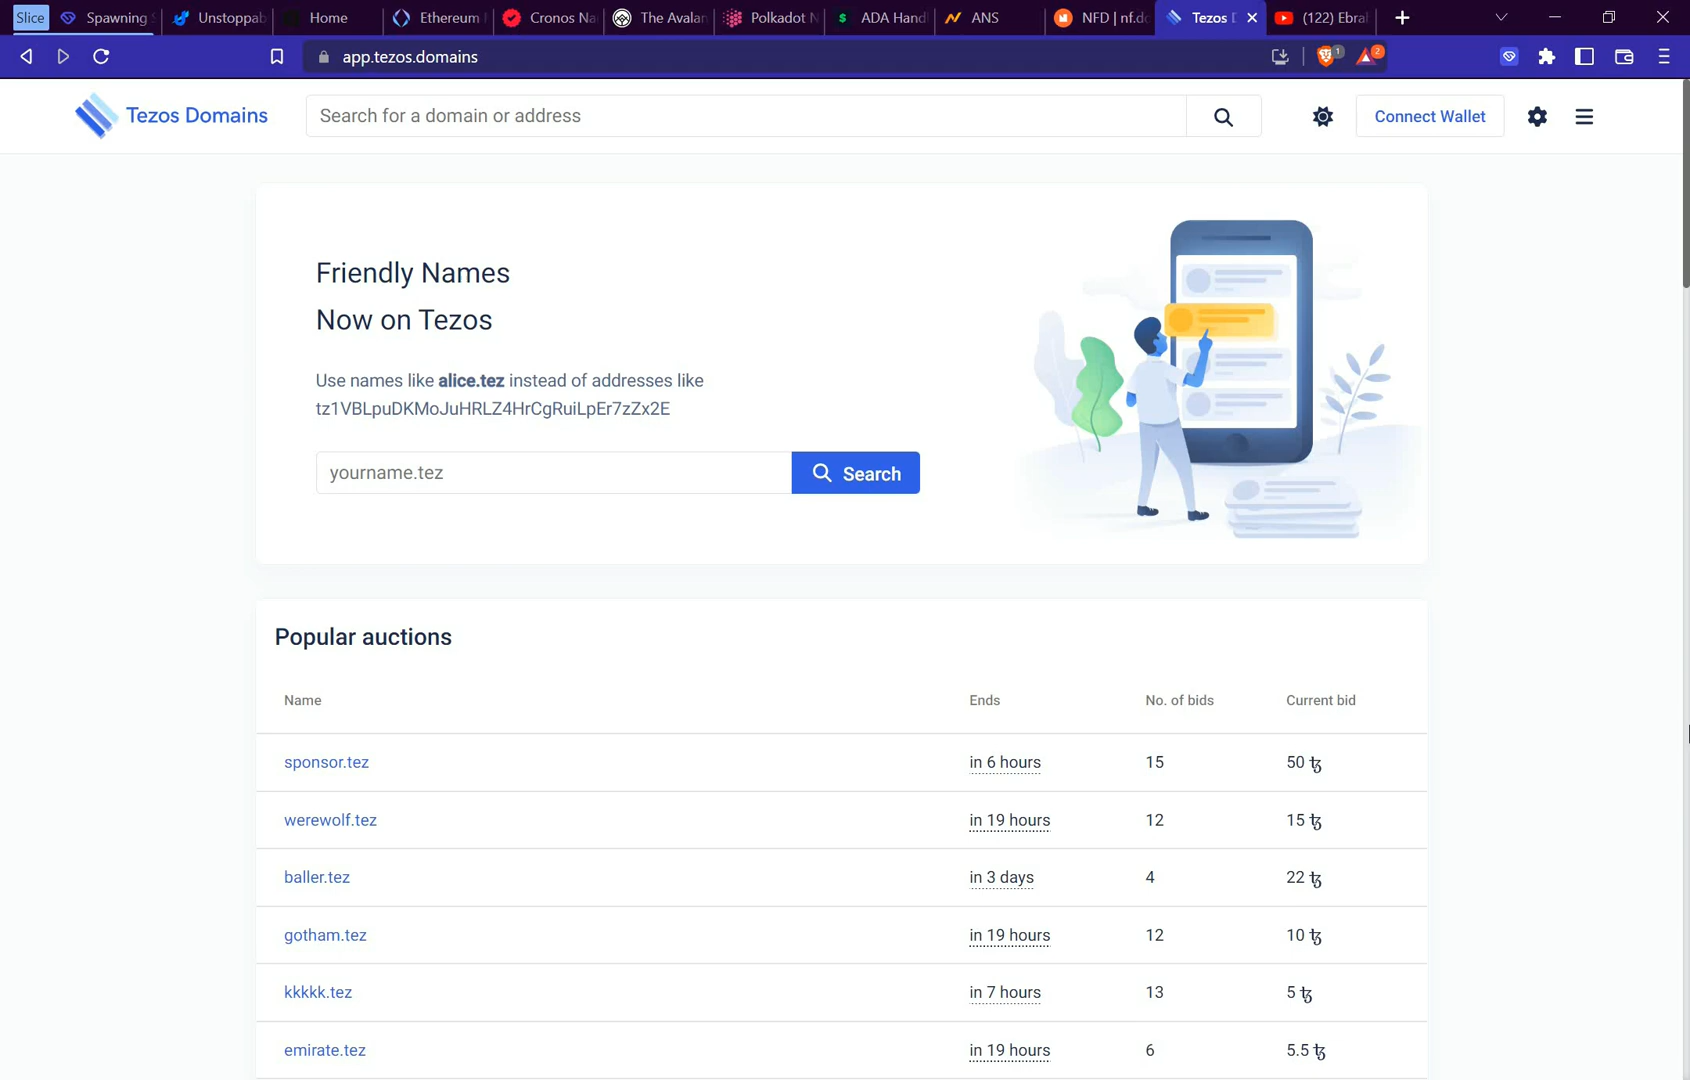 Slice
Spawning S
Unstoppab
Home
Ethereum
Cronos Na
The Avalan
Polkadot N
ADA Handl
ANS
NFD | nf.do
Tezos D
(122) Ebra
app.tezos.domains
1
2
Tezos Domains
Search for a domain or address
Connect Wallet
Friendly Names
Now on Tezos
Use names like alice.tez instead of addresses like
tz1VBLpuDKMoJuHRLZ4HrCgRuiLpEr7zZx2E
yourname.tez
Search
Popular auctions
Name Ends No. of bids Current bid
sponsor.tez in 6 hours 15 50 ꜩ
werewolf.tez in 19 hours 12 15 ꜩ
baller.tez in 3 days 4 22 ꜩ
gotham.tez in 19 hours 12 10 ꜩ
kkkkk.tez in 7 hours 13 5 ꜩ
emirate.tez in 19 hours 6 5.5 ꜩ